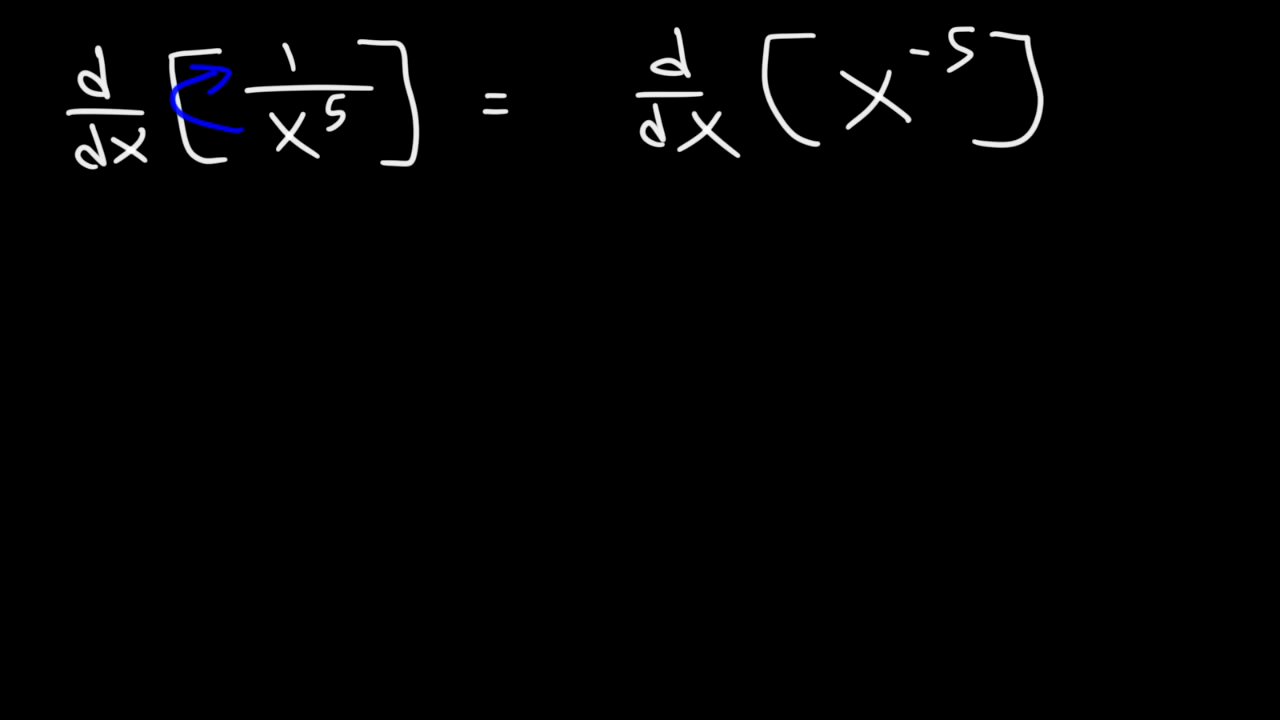 d/dx [1/x^5] = d/dx [x^-5]